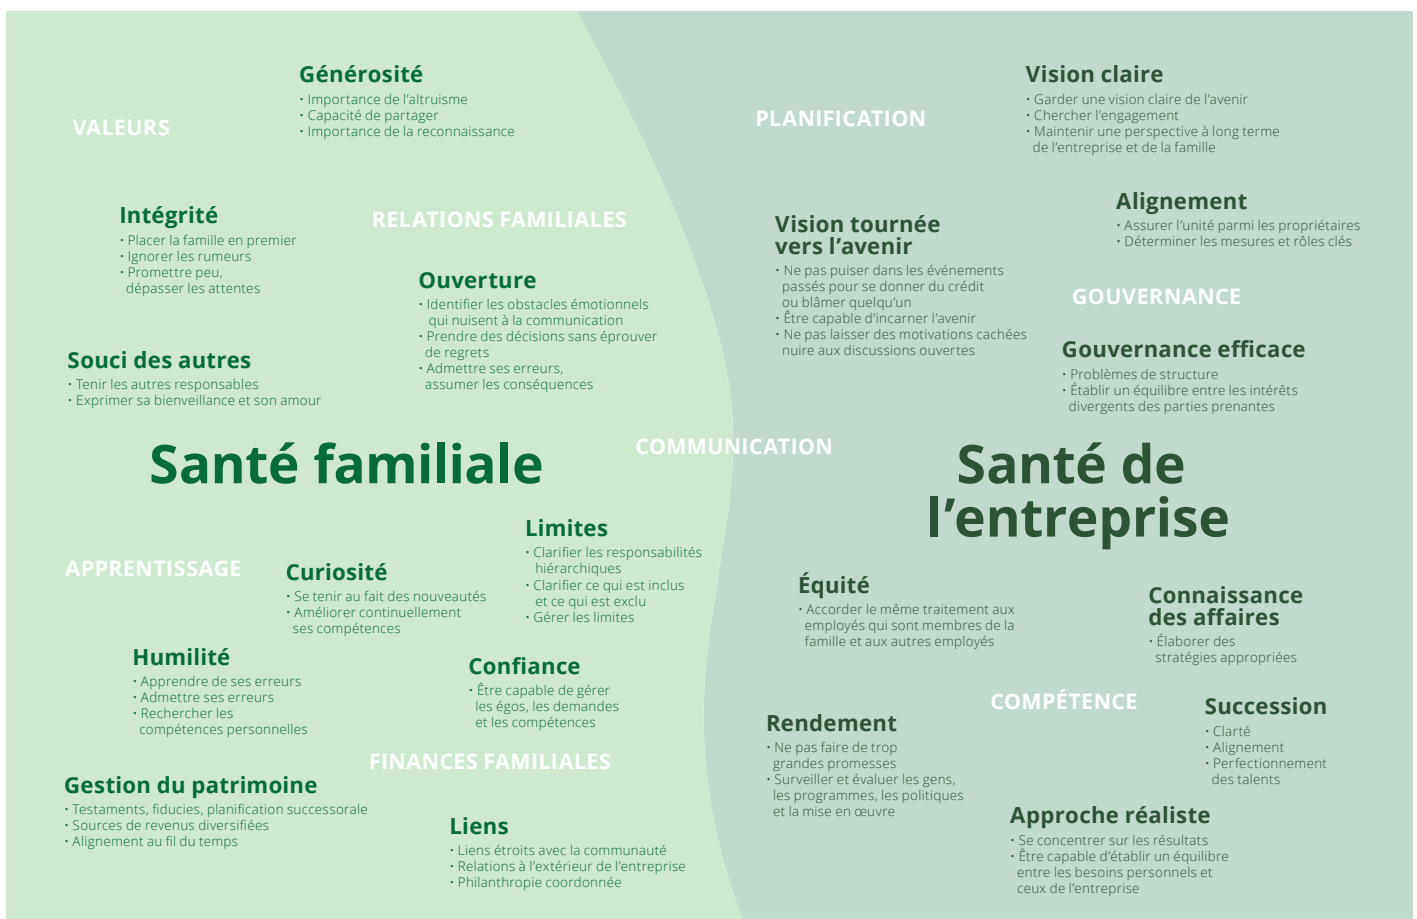 VALEURS
Générosité
· Importance de l'altruisme
· Capacité de partager
· Importance de la reconnaissance
Intégrité
· Placer la famille en premier
· Ignorer les rumeurs
· Promettre peu,
dépasser les attentes
RELATIONS FAMILIALES
Ouverture
· Identifier les obstacles émotionnels
qui nuisent à la communication
· Prendre des décisions sans éprouver
de regrets
· Admettre ses erreurs,
assumer les conséquences
Souci des autres
· Tenir les autres responsables
· Exprimer sa bienveillance et son amour
Santé familiale
COMMUNICATION
APPRENTISSAGE
Curiosité
· Se tenir au fait des nouveautés
· Améliorer continuellement
ses compétences
Limites
· Clarifier les responsabilités
hiérarchiques
· Clarifier ce qui est inclus
et ce qui est exclu
· Gérer les limites
Humilité
· Apprendre de ses erreurs
· Admettre ses erreurs
· Rechercher les
compétences personnelles
Confiance
· Être capable de gérer
les égos, les demandes
et les compétences
FINANCES FAMILIALES
Gestion du patrimoine
· Testaments, fiducies, planification successorale
· Sources de revenus diversifiées
· Alignement au fil du temps
Liens
· Liens étroits avec la communauté
· Relations à l'extérieur de l'entreprise
· Philanthropie coordonnée
PLANIFICATION
Vision claire
· Garder une vision claire de l'avenir
· Chercher l'engagement
· Maintenir une perspective à long terme
de l'entreprise et de la famille
Vision tournée
vers l'avenir
· Ne pas puiser dans les événements
passés pour se donner du crédit
ou blâmer quelqu'un
· Être capable d'incarner l'avenir
· Ne pas laisser des motivations cachées
nuire aux discussions ouvertes
Alignement
· Assurer l'unité parmi les propriétaires
· Déterminer les mesures et rôles clés
GOUVERNANCE
Gouvernance efficace
· Problèmes de structure
· Établir un équilibre entre les intérêts
divergents des parties prenantes
Santé de
l'entreprise
Équité
· Accorder le même traitement aux
employés qui sont membres de la
famille et aux autres employés
Connaissance
des affaires
· Élaborer des
stratégies appropriées
COMPÉTENCE
Rendement
· Ne pas faire de trop
grandes promesses
· Surveiller et évaluer les gens,
les programmes, les politiques
et la mise en œuvre
Succession
· Clarté
· Alignement
· Perfectionnement
des talents
Approche réaliste
· Se concentrer sur les résultats
· Être capable d'établir un équilibre
entre les besoins personnels et
ceux de l'entreprise